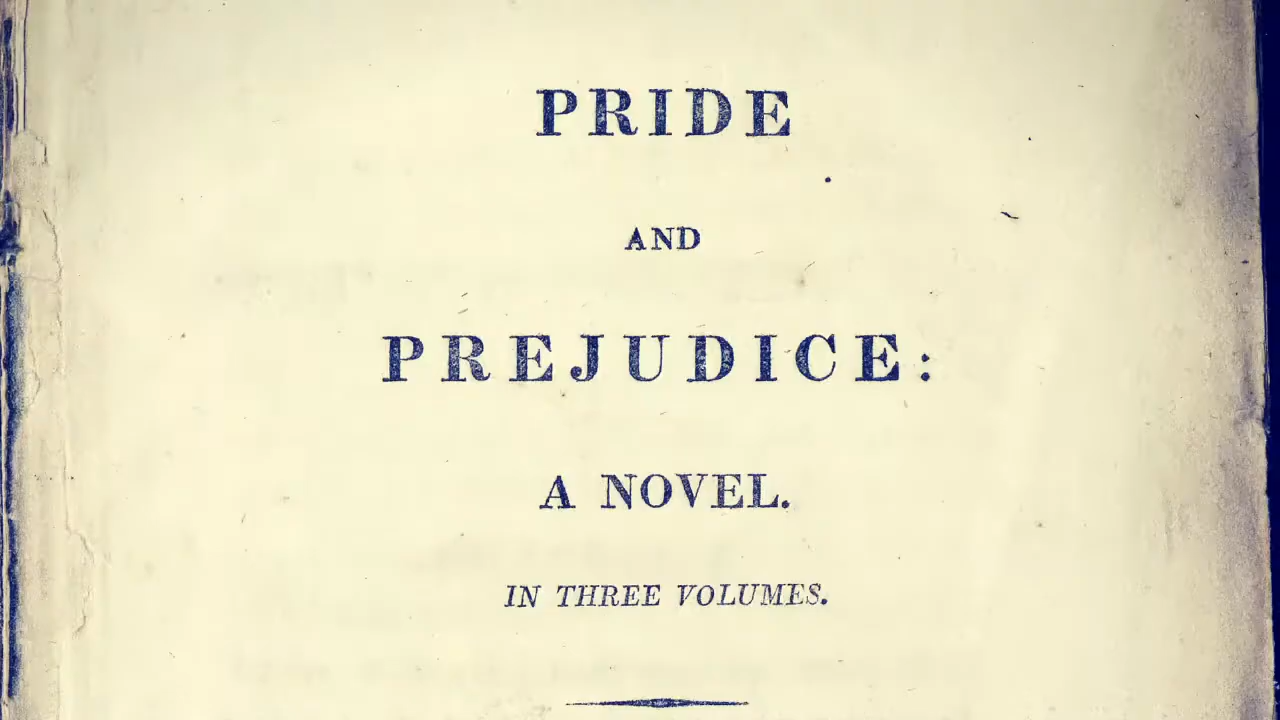 PRIDE
AND
PREJUDICE:
A NOVEL.
IN THREE VOLUMES.